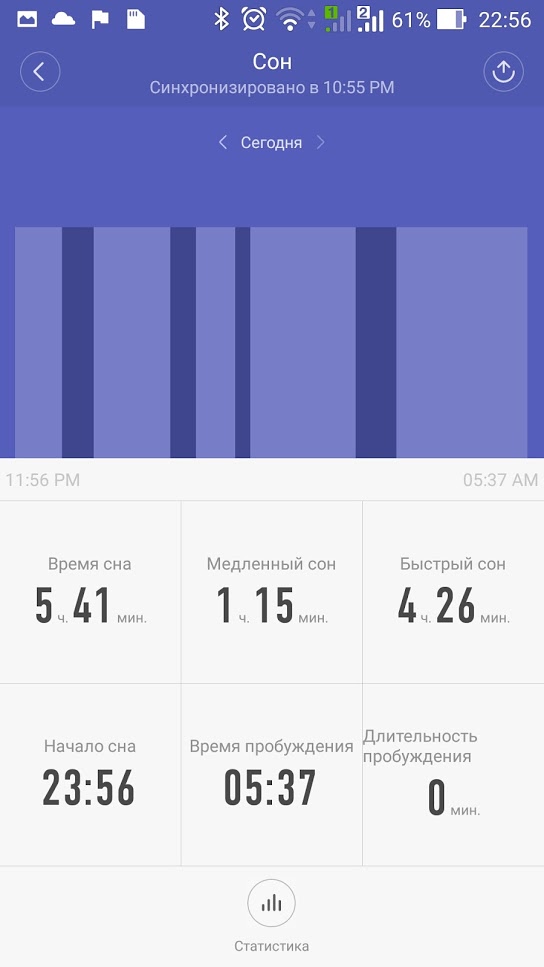 1 2 61% 22:56
Сон
Синхронизировано в 10:55 PM
Сегодня
11:56 PM 05:37 AM
Время сна Медленный сон Быстрый сон
5 ч. 41 мин. 1 ч. 15 мин. 4 ч. 26 мин.
Начало сна Время пробуждения Длительность
пробуждения
23:56 05:37 0 мин.
Статистика